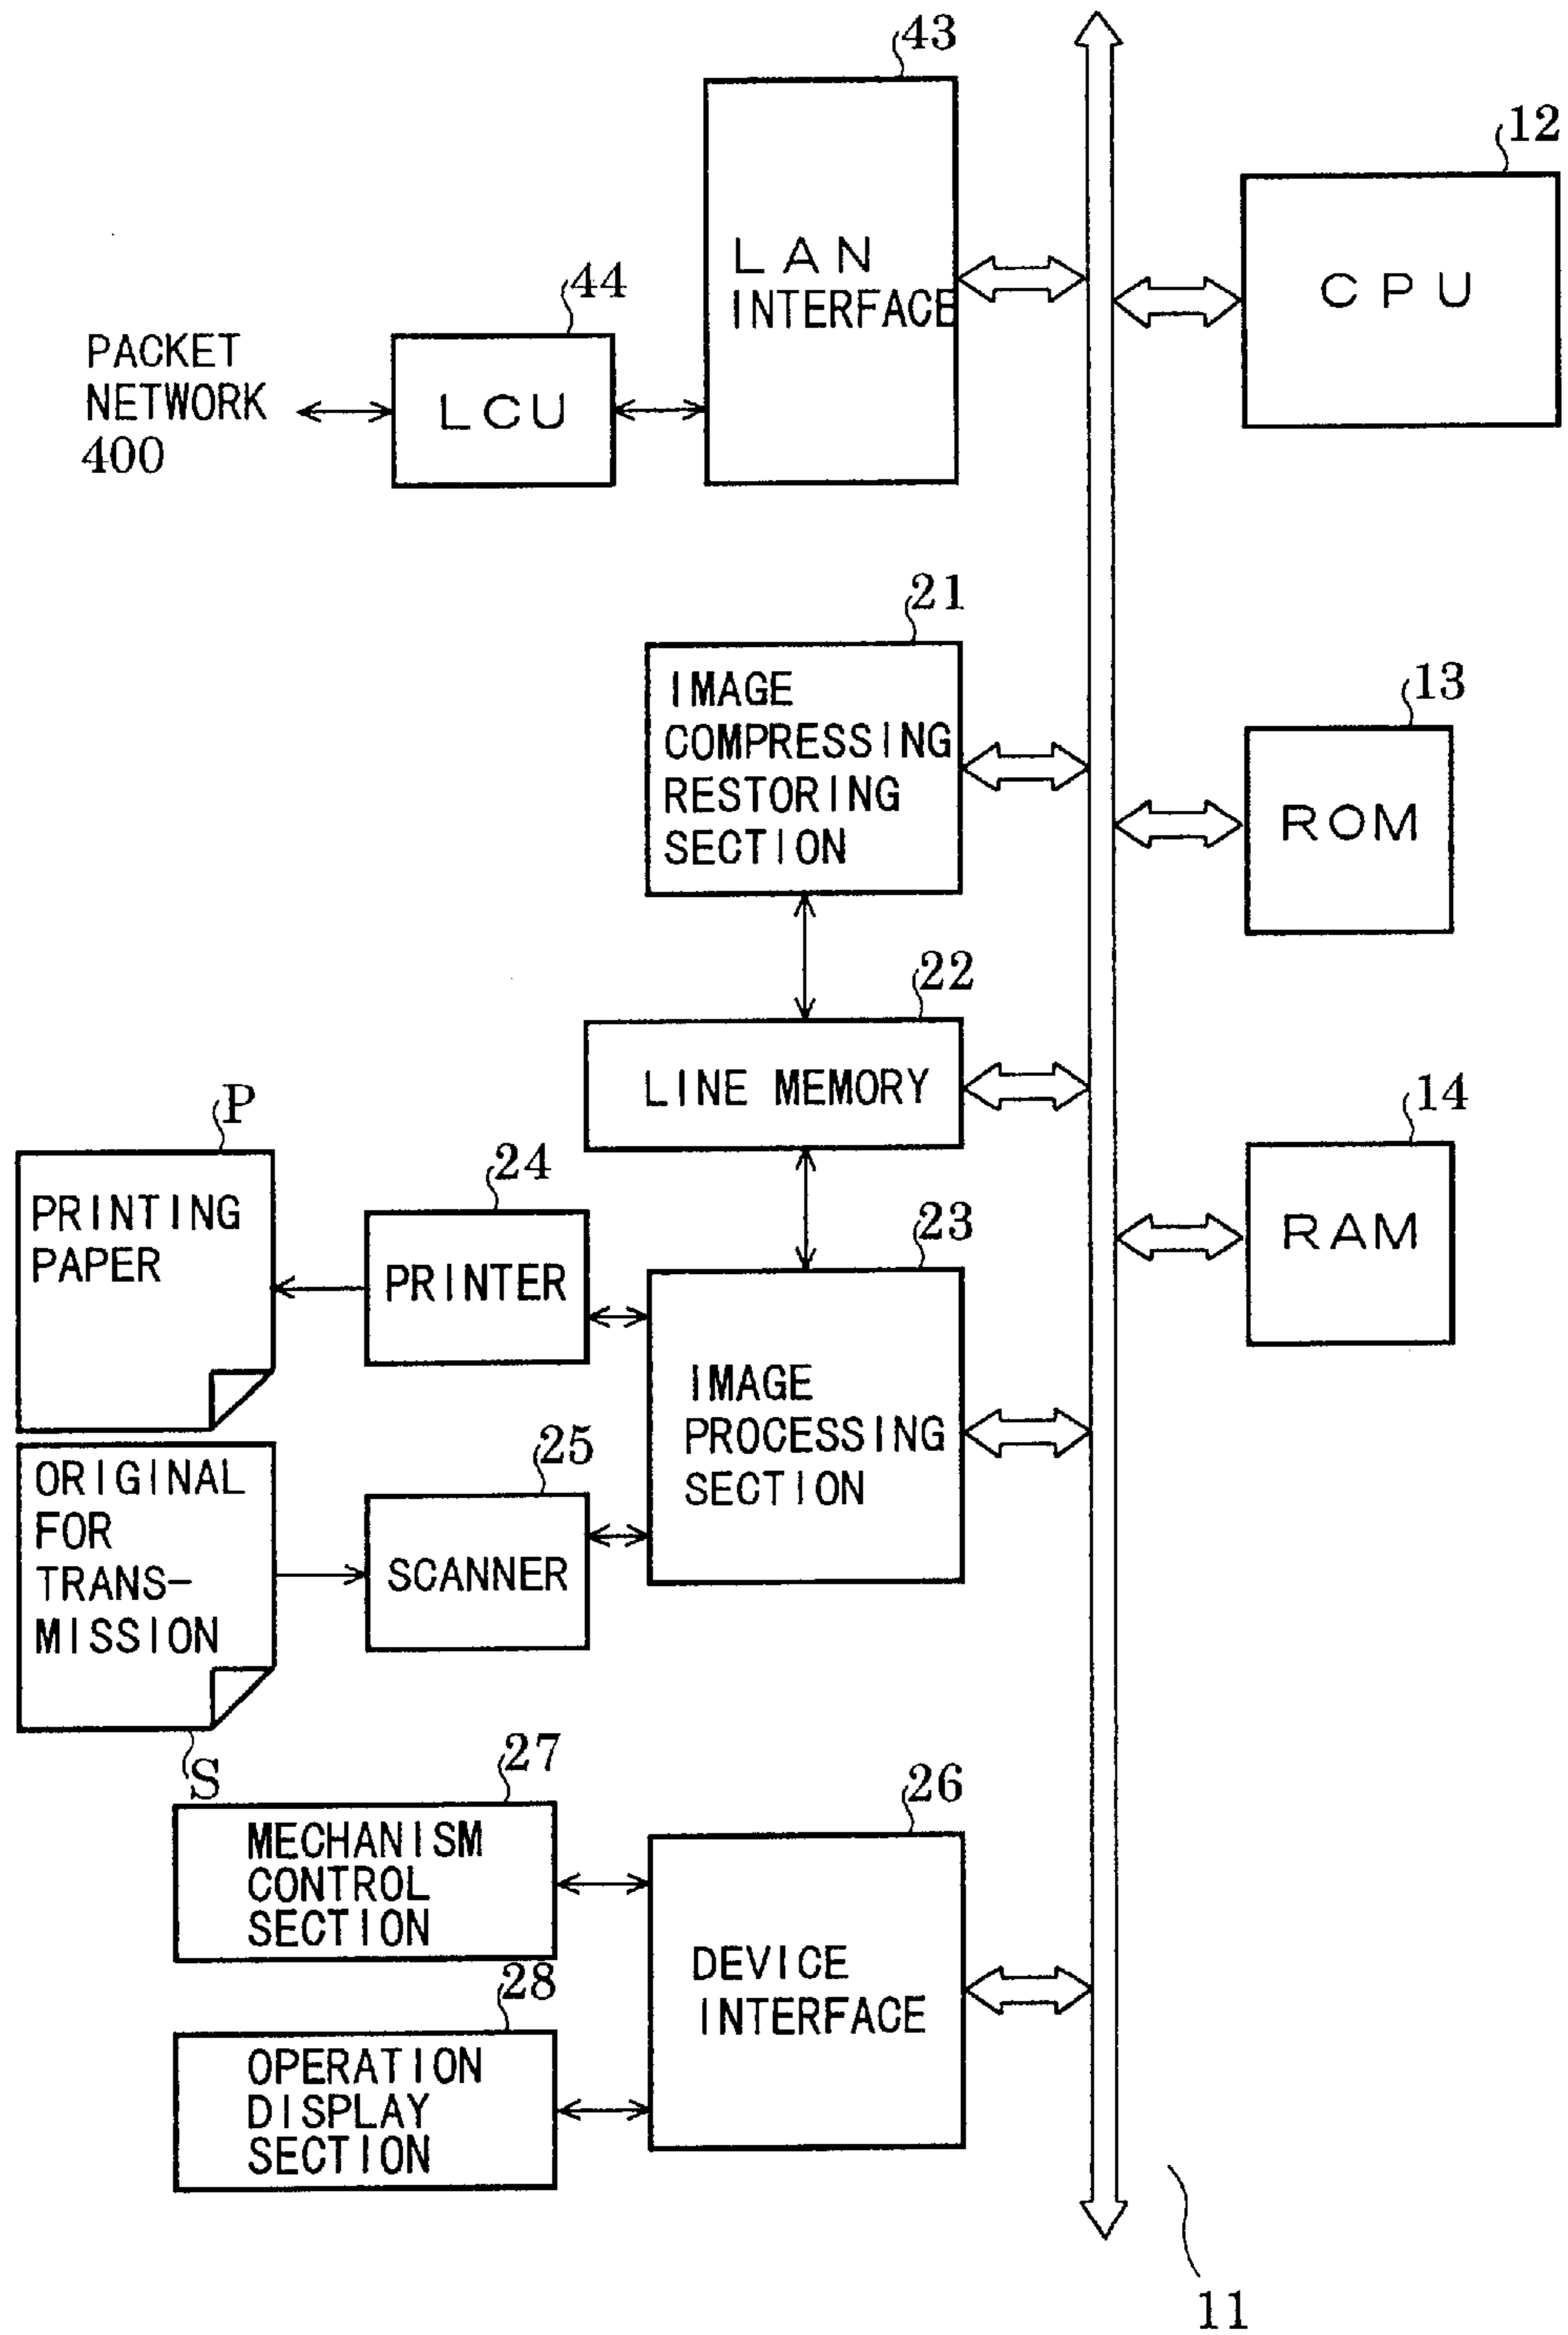 43
LAN
INTERFACE
12
CPU
44
LCU
PACKET
NETWORK
400
21
IMAGE
COMPRESSING
RESTORING
SECTION
13
ROM
22
LINE MEMORY
14
RAM
P
PRINTING
PAPER
24
PRINTER
23
IMAGE
PROCESSING
SECTION
ORIGINAL
FOR
TRANS-
MISSION
S
25
SCANNER
27
MECHANISM
CONTROL
SECTION
26
DEVICE
INTERFACE
28
OPERATION
DISPLAY
SECTION
11